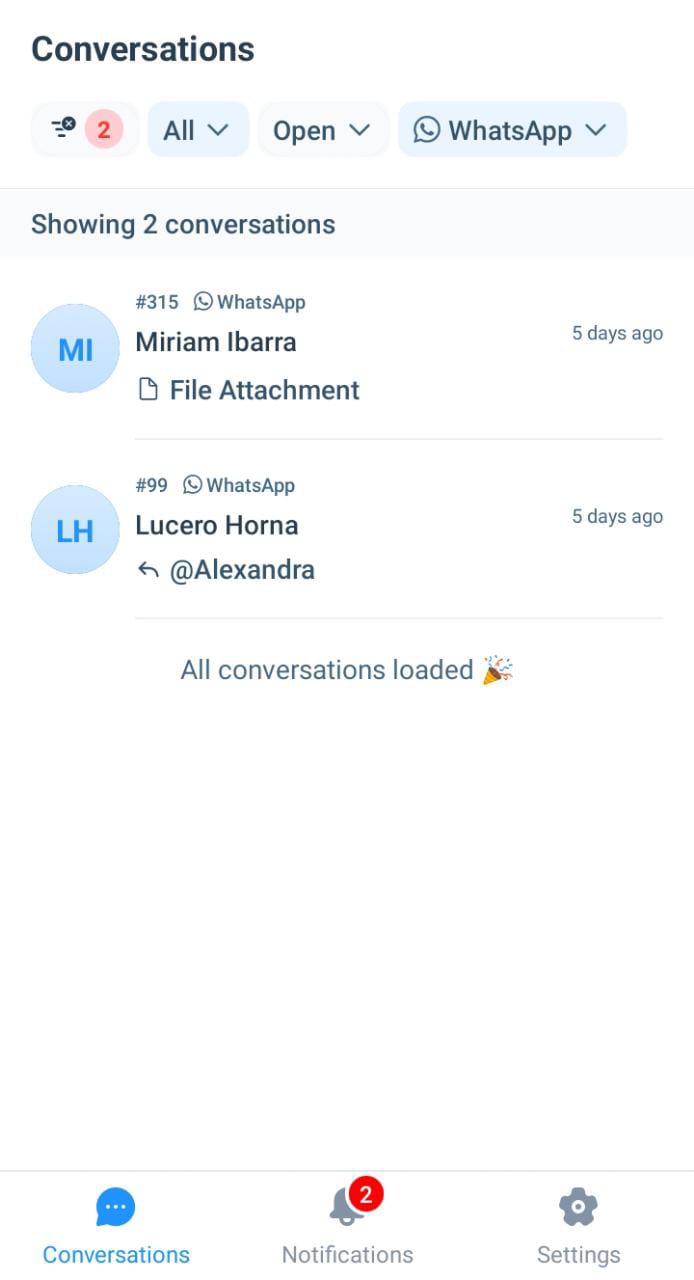 Conversations
2 All Open WhatsApp
Showing 2 conversations
#315 WhatsApp
MI Miriam Ibarra 5 days ago
File Attachment
#99 WhatsApp
LH Lucero Horna 5 days ago
@Alexandra
All conversations loaded 🎉
2
Conversations Notifications Settings